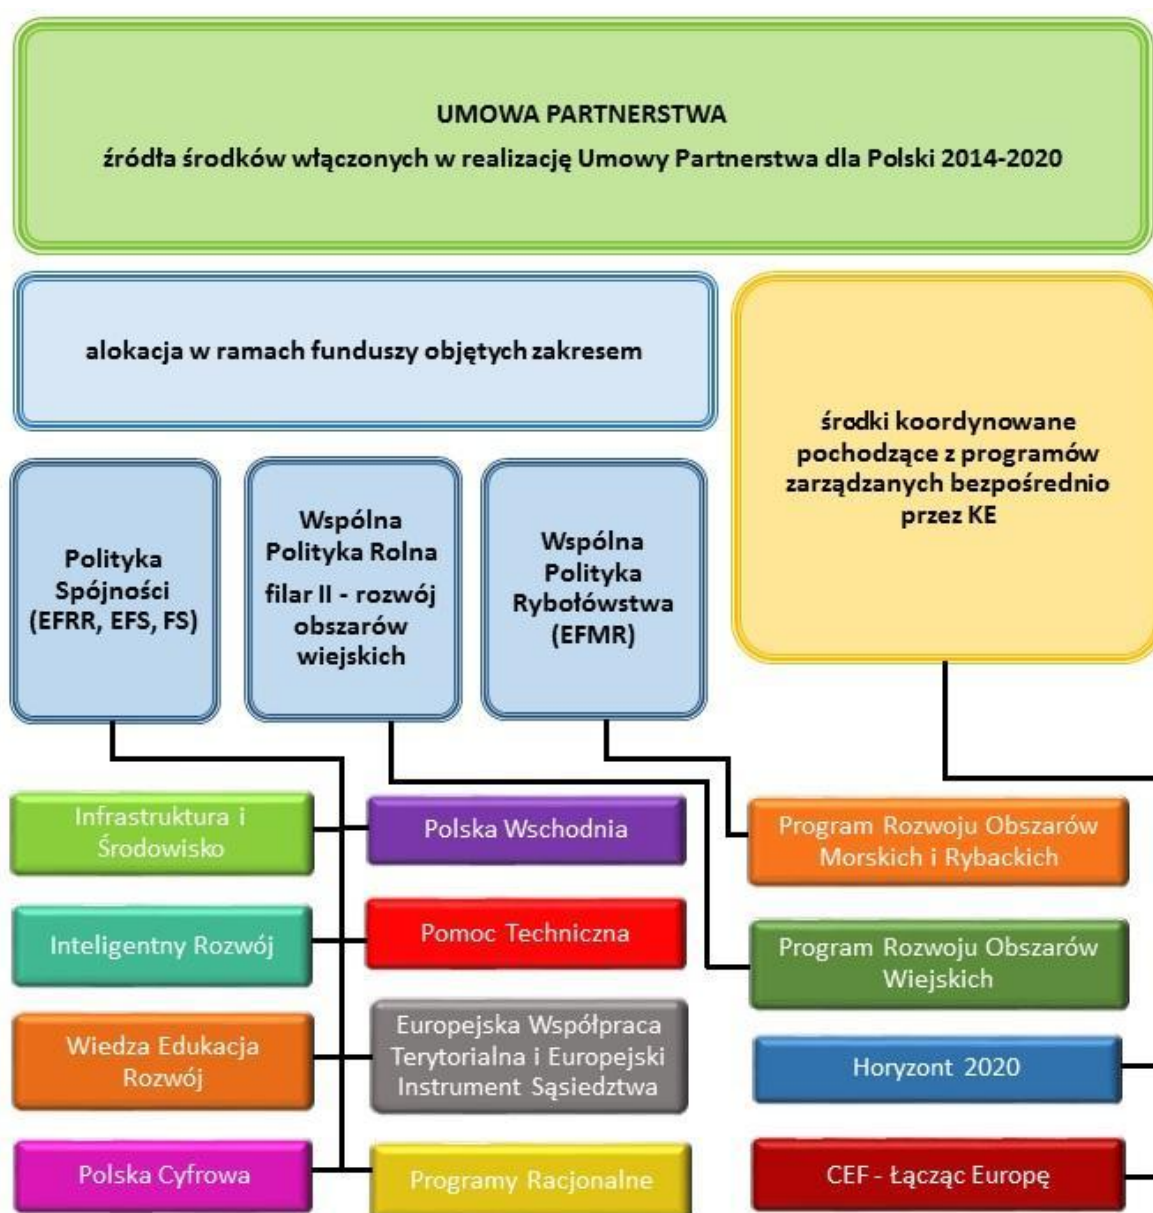 UMOWA PARTNERSTWA
źródła środków włączonych w realizację Umowy Partnerstwa dla Polski 2014-2020
alokacja w ramach funduszy objętych zakresem
środki koordynowane
pochodzące z programów
zarządzanych bezpośrednio
przez KE
Polityka
Spójności
(EFRR, EFS, FS)
Wspólna
Polityka Rolna
filar II - rozwój
obszarów
wiejskich
Wspólna
Polityka
Rybołówstwa
(EFMR)
Infrastruktura i
Środowisko
Polska Wschodnia
Program Rozwoju Obszarów
Morskich i Rybackich
Inteligentny Rozwój
Pomoc Techniczna
Program Rozwoju Obszarów
Wiejskich
Wiedza Edukacja
Rozwój
Europejska Współpraca
Terytorialna i Europejski
Instrument Sąsiedztwa
Horyzont 2020
Polska Cyfrowa
Programy Racjonalne
CEF - Łącząc Europę